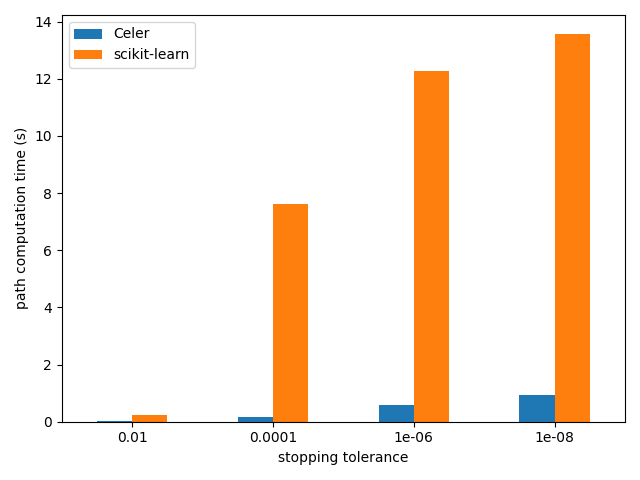 Celer
scikit-learn
14
12
10
8
6
4
2
0
path computation time (s)
0.01
0.0001
1e-06
1e-08
stopping tolerance